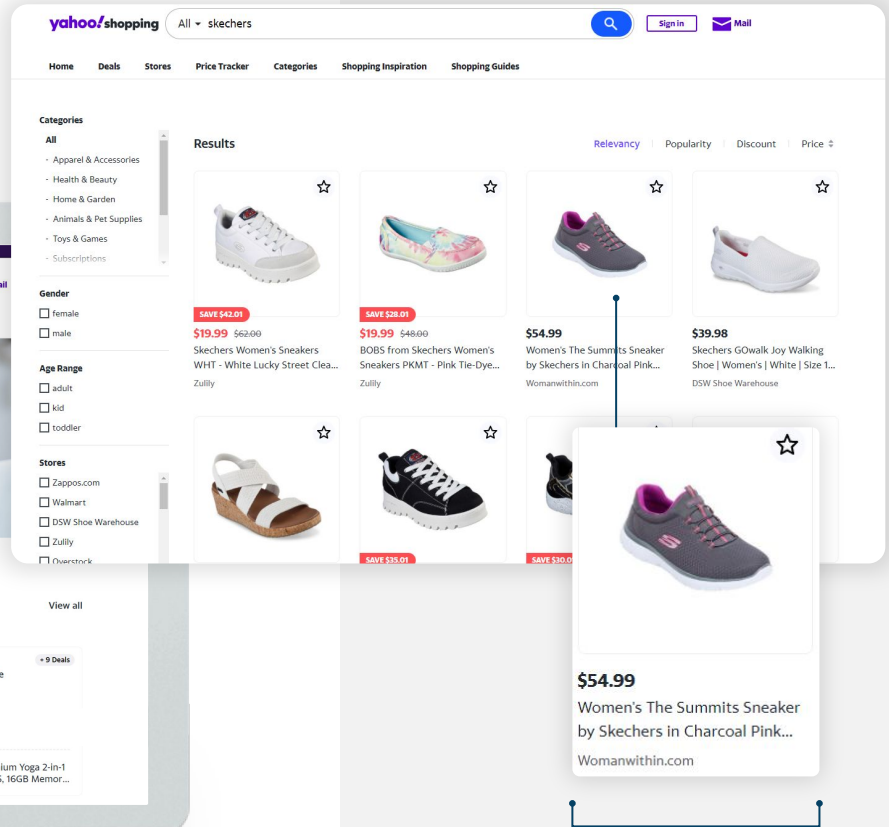 yahoo!shopping
All skechers
Sign in
Mail
Home Deals Stores Price Tracker Categories Shopping Inspiration Shopping Guides
Categories
All
- Apparel & Accessories
- Health & Beauty
- Home & Garden
- Animals & Pet Supplies
- Toys & Games
- Subscriptions
Gender
female
male
Age Range
adult
kid
toddler
Stores
Zappos.com
Walmart
DSW Shoe Warehouse
Zulily
Overstock
Results
Relevancy Popularity Discount Price
SAVE $42.01
$19.99 $62.00
Skechers Women's Sneakers
WHT - White Lucky Street Clea...
Zulily
SAVE $28.01
$19.99 $48.00
BOBS from Skechers Women's
Sneakers PKMT - Pink Tie-Dye...
Zulily
$54.99
Women's The Summits Sneaker
by Skechers in Charcoal Pink...
Womanwithin.com
$39.98
Skechers GOwalk Joy Walking
Shoe | Women's | White | Size 1...
DSW Shoe Warehouse
SAVE $35.01
SAVE $30.0
$54.99
Women's The Summits Sneaker
by Skechers in Charcoal Pink...
Womanwithin.com
View all
+ 9 Deals
ium Yoga 2-in-1
16GB Memor...